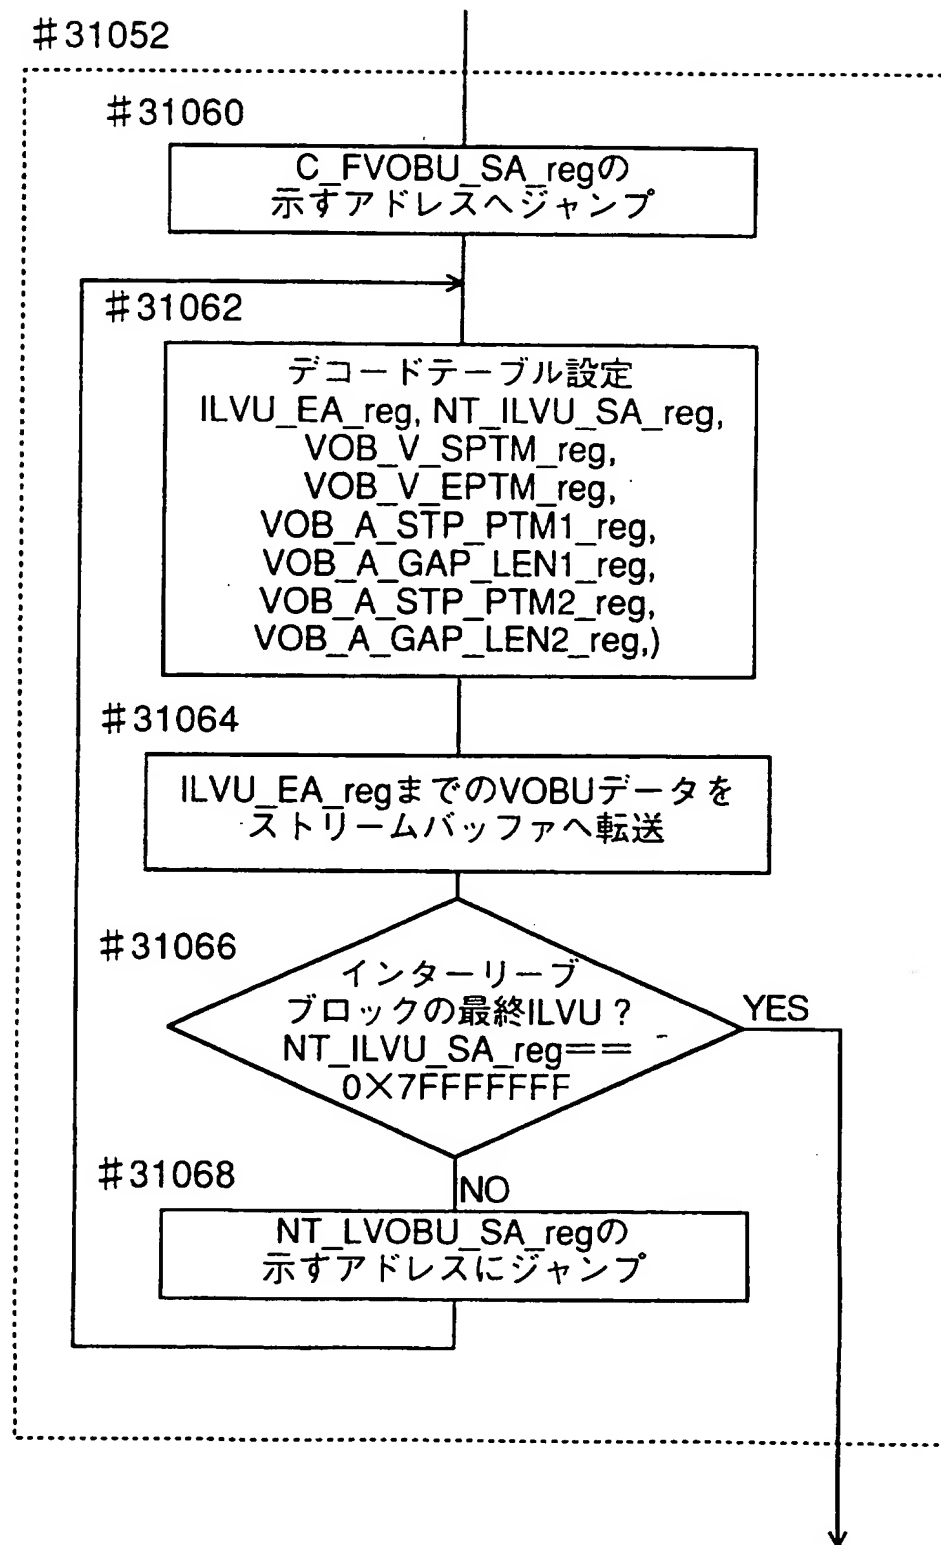 #31052
#31060
C_FVOBU_SA_regの
示すアドレスへジャンプ
#31062
デコードテーブル設定
ILVU_EA_reg, NT_ILVU_SA_reg,
VOB_V_SPTM_reg,
VOB_V_EPTM_reg,
VOB_A_STP_PTM1_reg,
VOB_A_GAP_LEN1_reg,
VOB_A_STP_PTM2_reg,
VOB_A_GAP_LEN2_reg,)
#31064
ILVU_EA_regまでのVOBUデータを
ストリームバッファへ転送
#31066
インターリーブ
ブロックの最終ILVU？
NT_ILVU_SA_reg==
0×7FFFFFFF
YES
#31068
NO
NT_LVOBU_SA_regの
示すアドレスにジャンプ